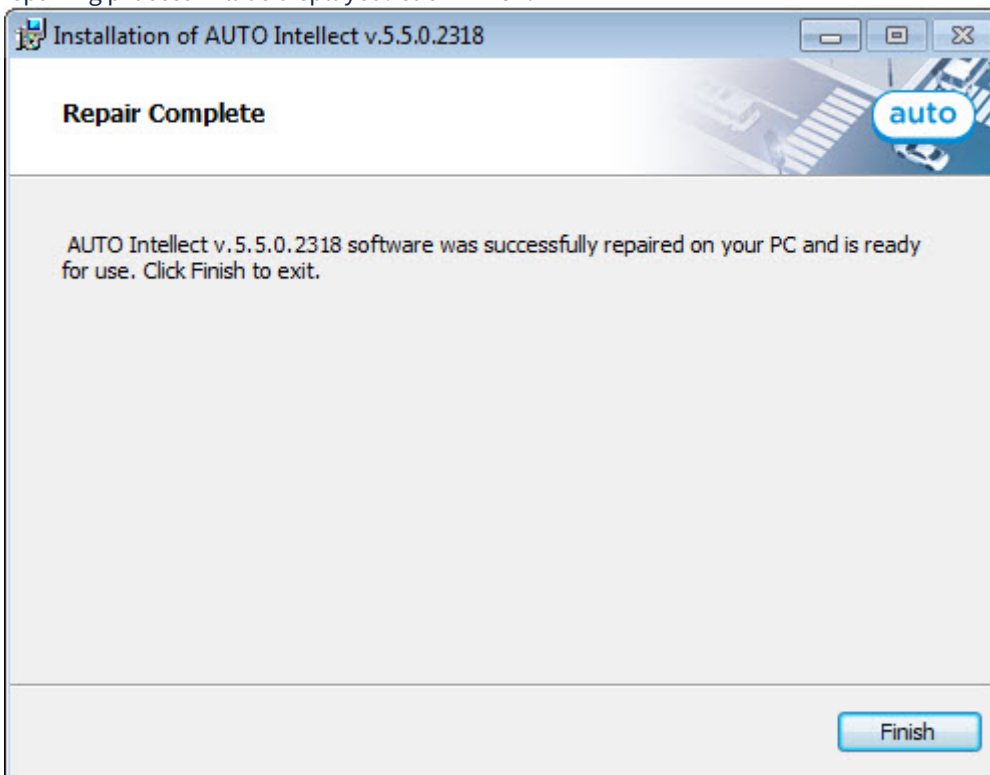 Installation of AUTO Intellect v.5.5.0.2318
Repair Complete
auto
AUTO Intellect v.5.5.0.2318 software was successfully repaired on your PC and is ready
for use. Click Finish to exit.
Finish